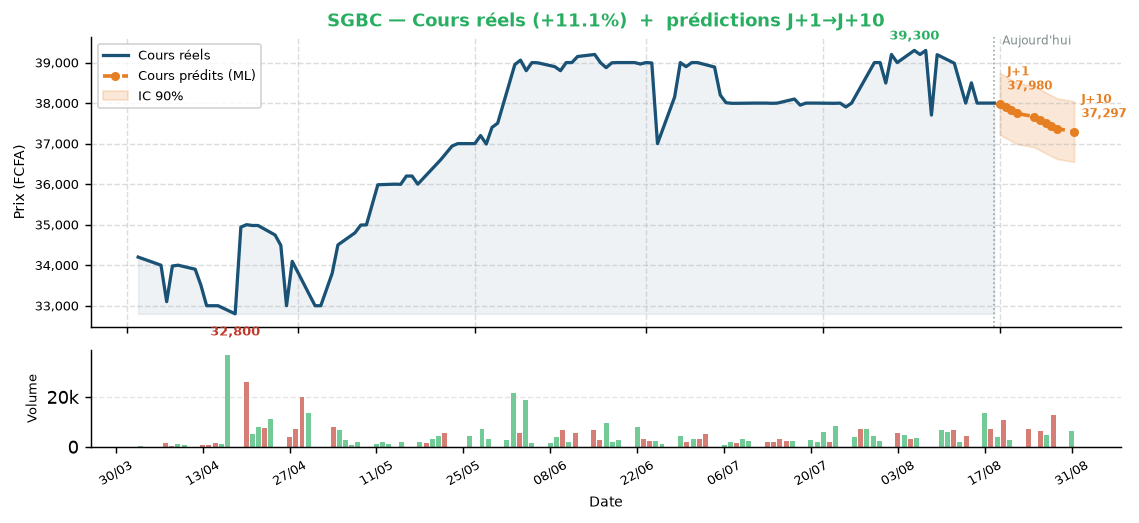 SGBC — Cours réels (+11.1%)  +  prédictions J+1→J+10
39,300
Aujourd'hui
Cours réels
Cours prédits (ML)
IC 90%
J+1
37,980
J+10
37,297
39,000
38,000
37,000
36,000
35,000
34,000
33,000
Prix (FCFA)
32,800
20k
0
Volume
30/03
13/04
27/04
11/05
25/05
08/06
22/06
06/07
20/07
03/08
17/08
31/08
Date